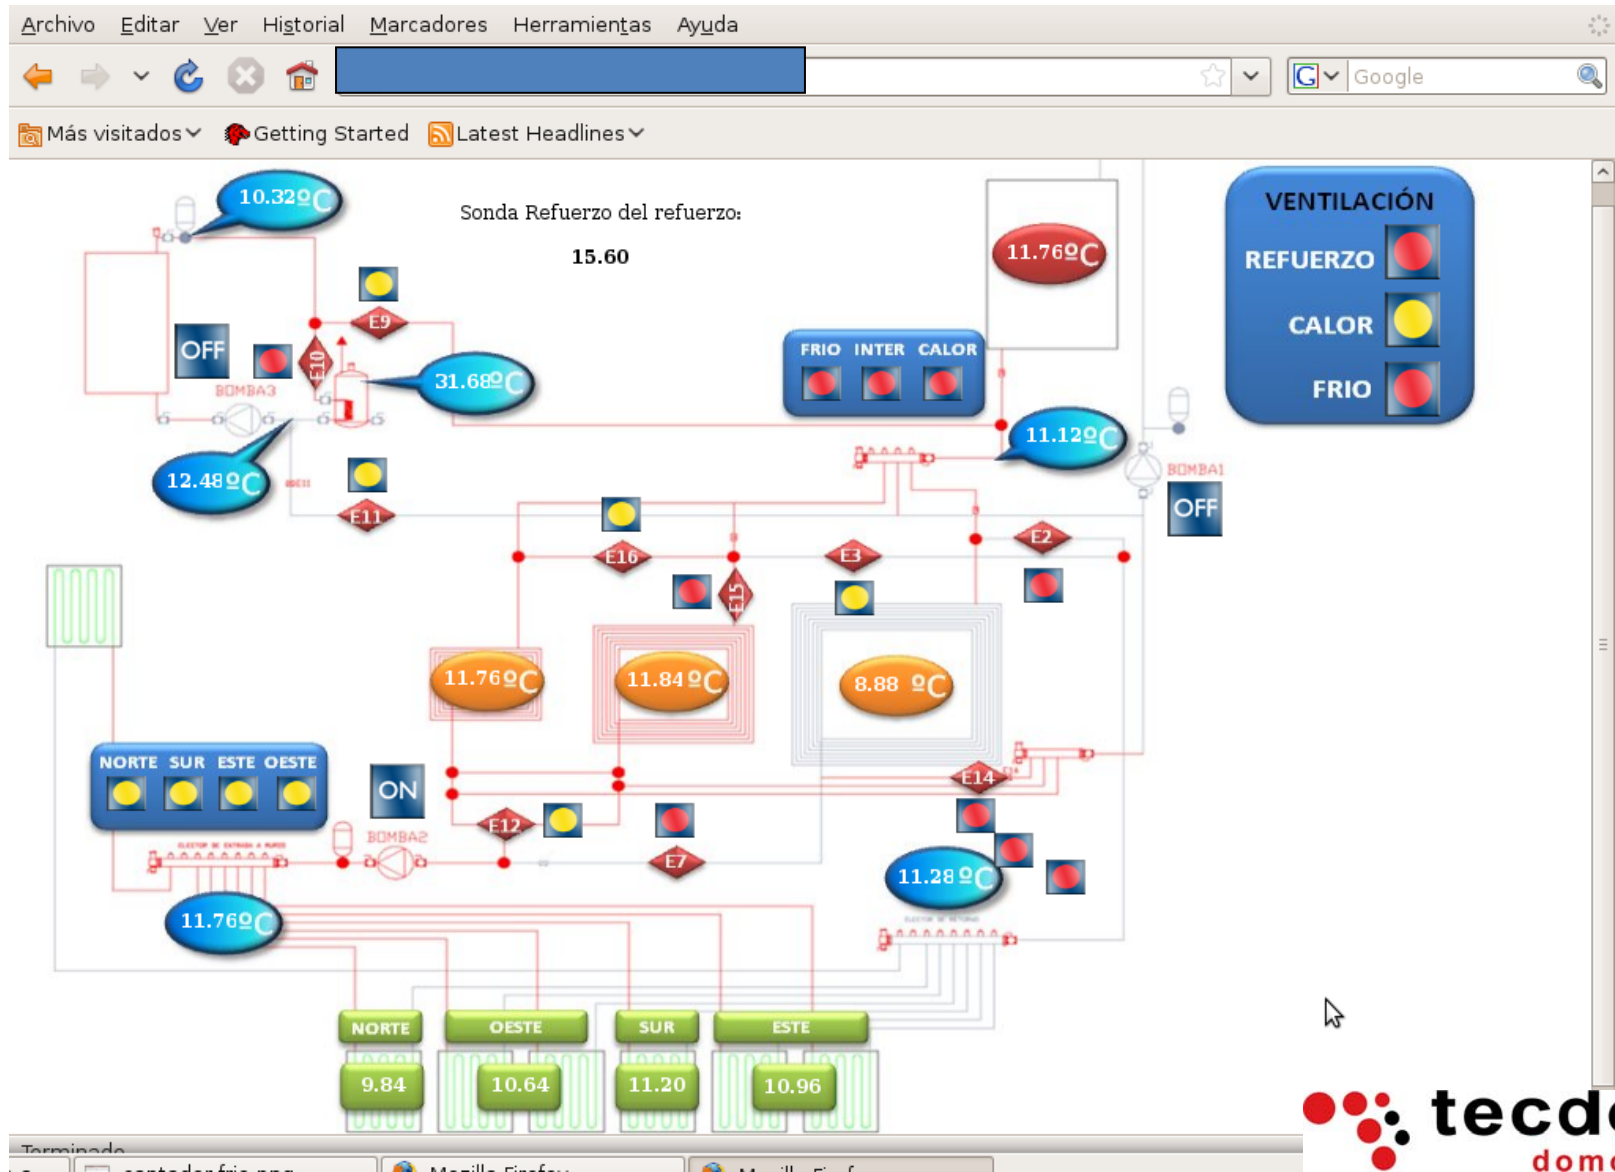 Archivo Editar Ver Historial Marcadores Herramientas Ayuda
Google
Más visitados Getting Started Latest Headlines
10.32ºC
Sonda Refuerzo del refuerzo:
15.60
11.76ºC
VENTILACIÓN
REFUERZO
CALOR
FRIO
E9
OFF
E10
31.68ºC
FRIO INTER CALOR
BOMBA3
11.12ºC
12.48ºC
BOMBA1
OFF
E11
E16
E3
E2
E15
11.76ºC
11.84ºC
8.88 ºC
NORTE SUR ESTE OESTE
ON
E14
E12
BOMBA2
E7
11.28ºC
11.76ºC
NORTE
OESTE
SUR
ESTE
9.84
10.64
11.20
10.96